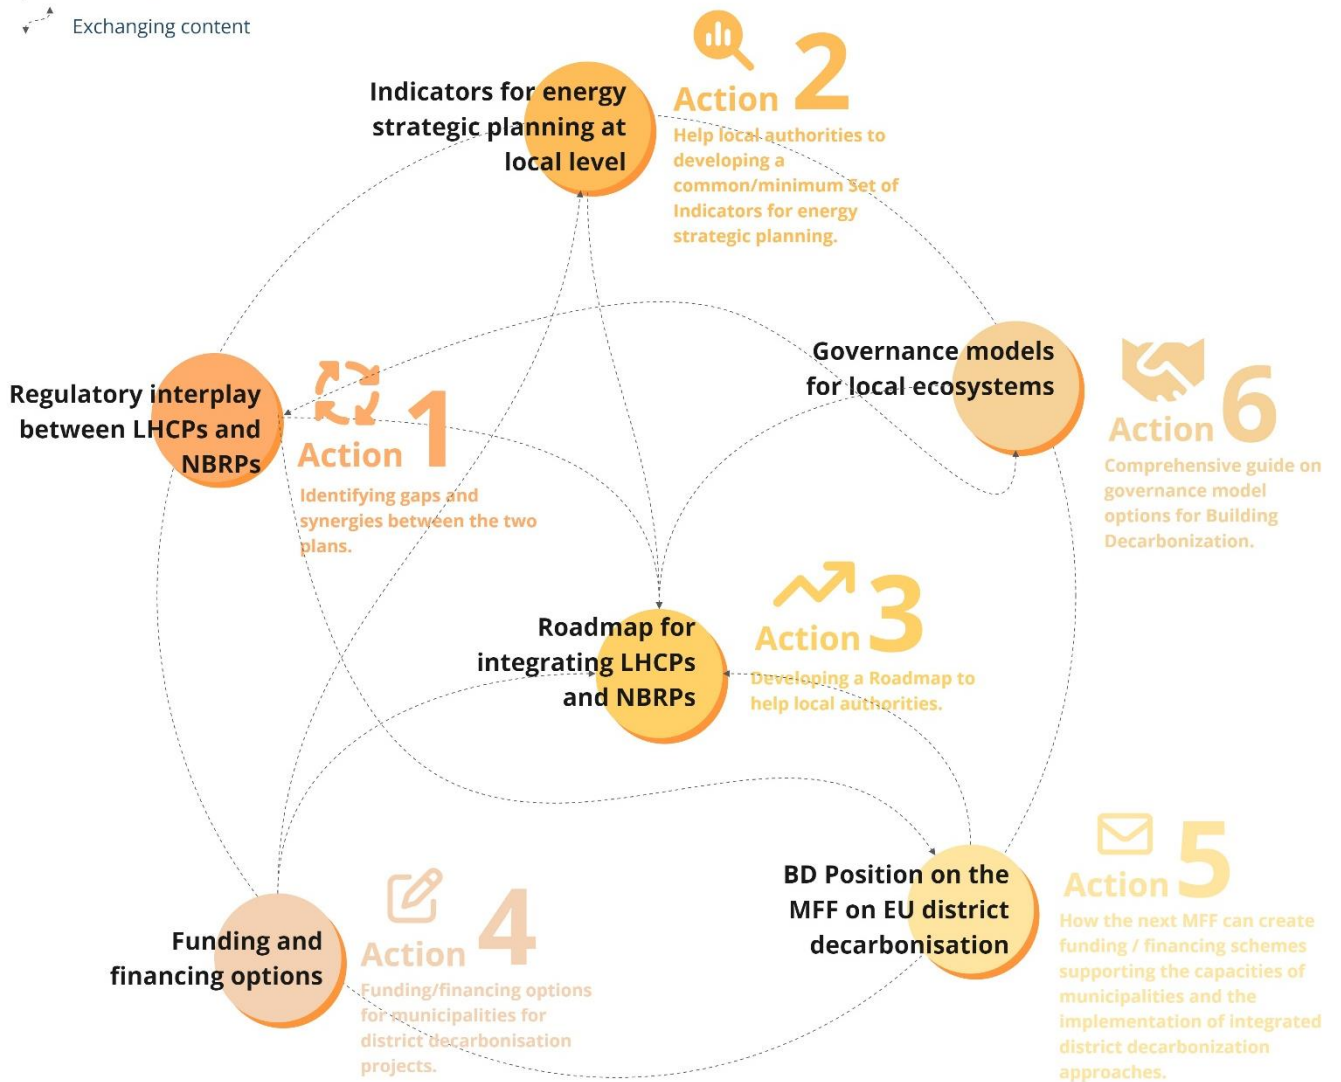 Exchanging content
Indicators for energy
strategic planning at
local level
Action 2
Help local authorities to
developing a
common/minimum Set of
Indicators for energy
strategic planning.
Governance models
for local ecosystems
Action 6
Comprehensive guide on
governance model
options for Building
Decarbonization.
Regulatory interplay
between LHCPs and
NBRPs
Action 1
Identifying gaps and
synergies between the two
plans.
Roadmap for
integrating LHCPs
and NBRPs
Action 3
Developing a Roadmap to
help local authorities.
BD Position on the
MFF on EU district
decarbonisation
Action 5
How the next MFF can create
funding / financing schemes
supporting the capacities of
municipalities and the
implementation of integrated
district decarbonization
approaches.
Funding and
financing options
Action 4
Funding/financing options
for municipalities for
district decarbonisation
projects.